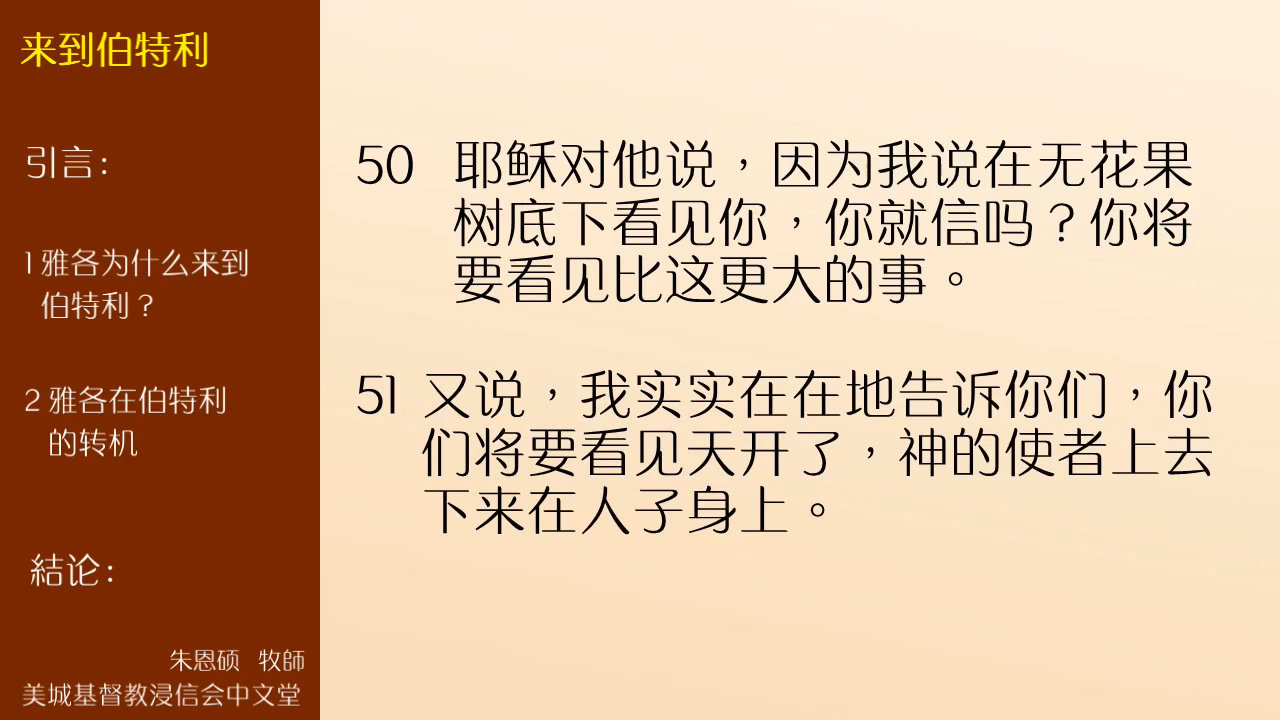 来到伯特利
引言：
1 雅各为什么来到
伯特利？
2 雅各在伯特利
的转机
結论：
朱恩硕 牧師
美城基督教浸信会中文堂
50 耶稣对他说，因为我说在无花果
树底下看见你，你就信吗？你将
要看见比这更大的事。
51 又说，我实实在在地告诉你们，你
们将要看见天开了，神的使者上去
下来在人子身上。